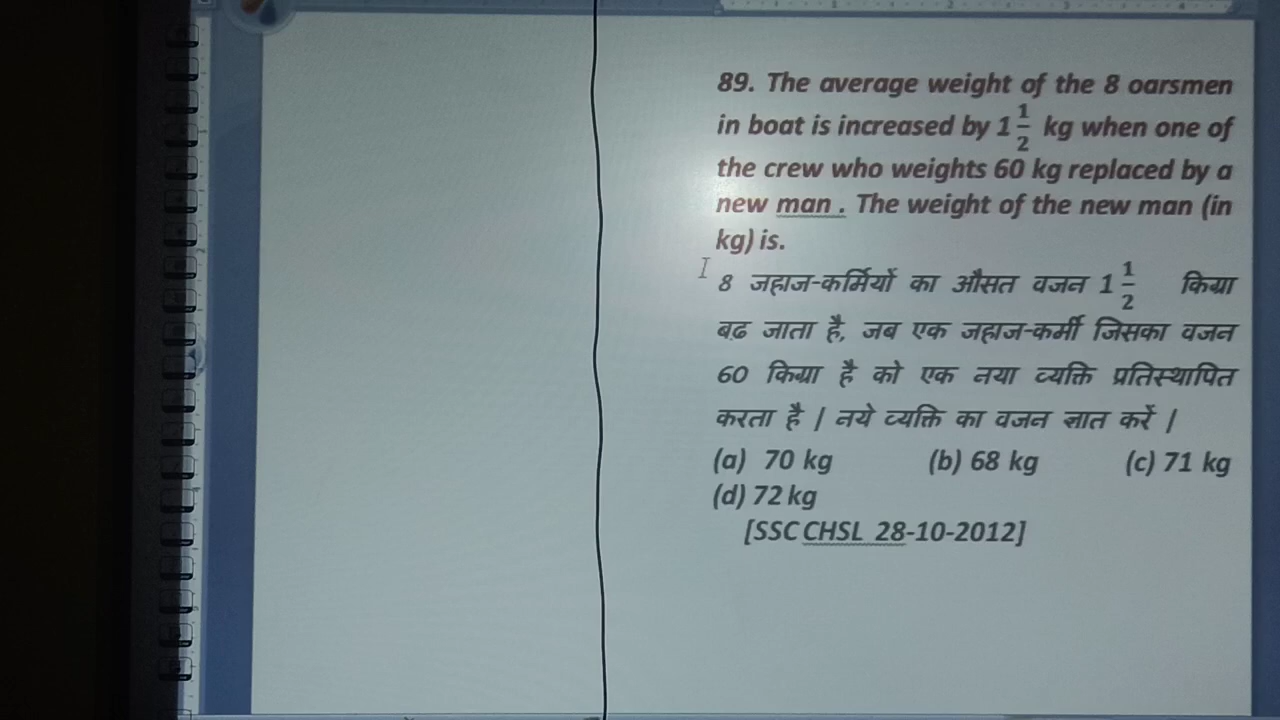 89. The average weight of the 8 oarsmen
in boat is increased by 1 1/2 kg when one of
the crew who weights 60 kg replaced by a
new man . The weight of the new man (in
kg) is.
8 जहाज-कर्मियों का औसत वजन 1 1/2 किग्रा
बढ जाता है, जब एक जहाज-कर्मी जिसका वजन
60 किग्रा है को एक नया व्यक्ति प्रतिस्थापित
करता है | नये व्यक्ति का वजन ज्ञात करें |
(a) 70 kg (b) 68 kg (c) 71 kg
(d) 72 kg
[SSC CHSL 28-10-2012]